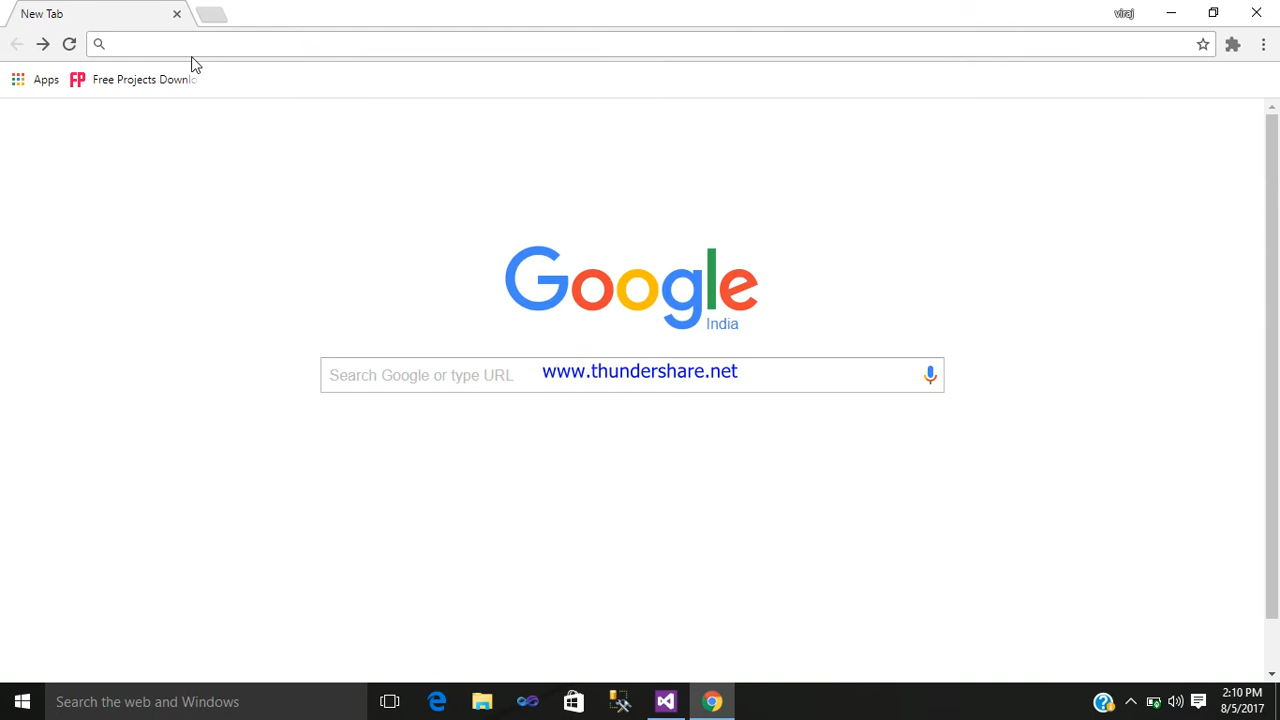 New Tab
viraj
Apps
Free Projects Downlo
Google
India
Search Google or type URL
www.thundershare.net
Search the web and Windows
2:10 PM
8/5/2017